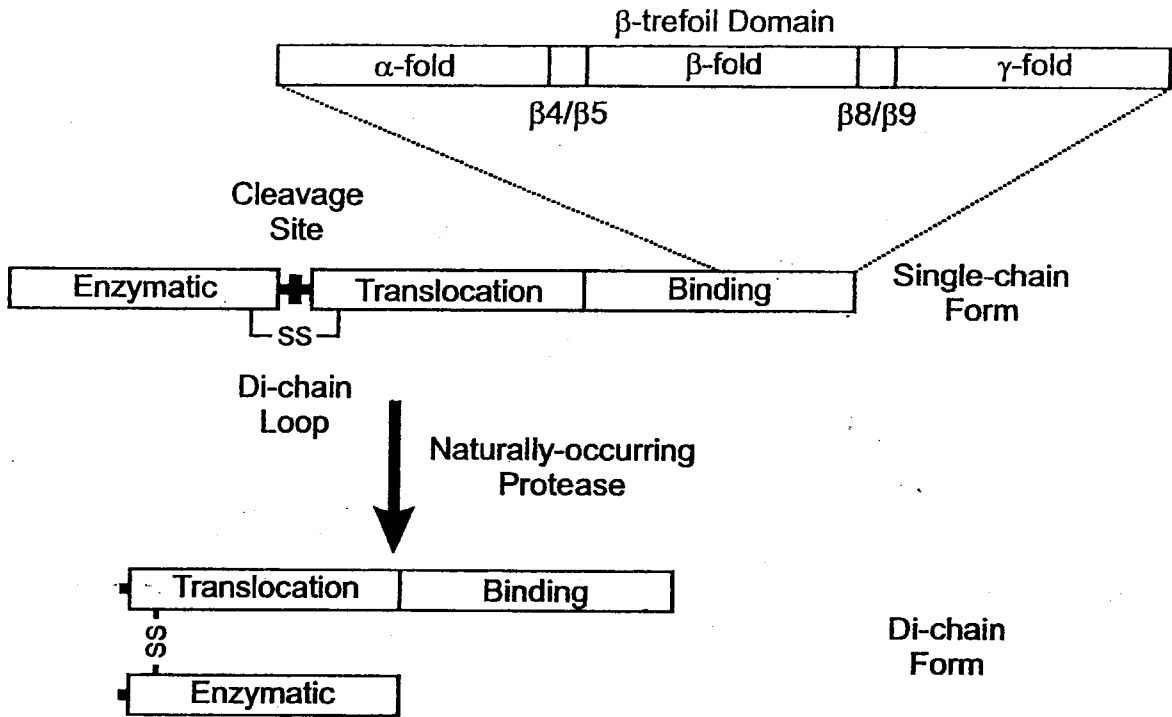 β-trefoil Domain
α-fold
β-fold
γ-fold
β4/β5
β8/β9
Cleavage
Site
Enzymatic
Translocation
Binding
Single-chain
Form
SS
Di-chain
Loop
Naturally-occurring
Protease
Translocation
Binding
SS
Di-chain
Form
Enzymatic